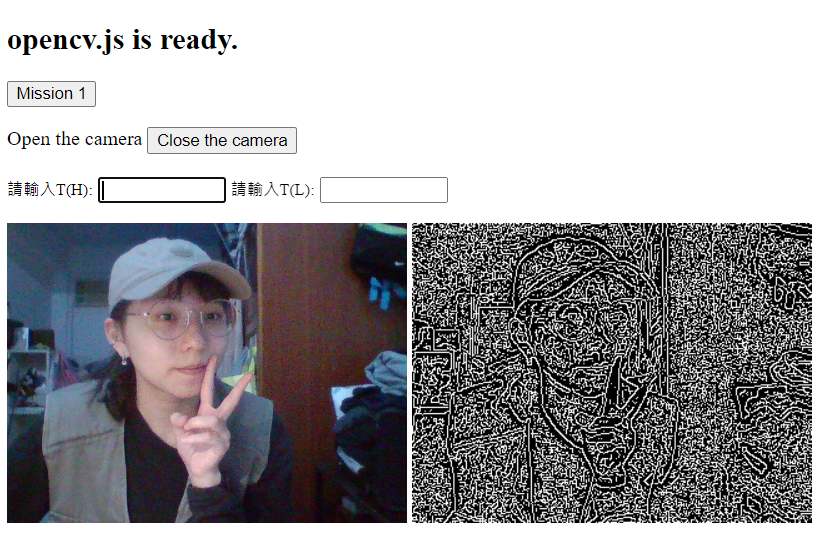 opencv.js is ready.
Mission 1
Open the camera Close the camera
請輸入T(H): 請輸入T(L):